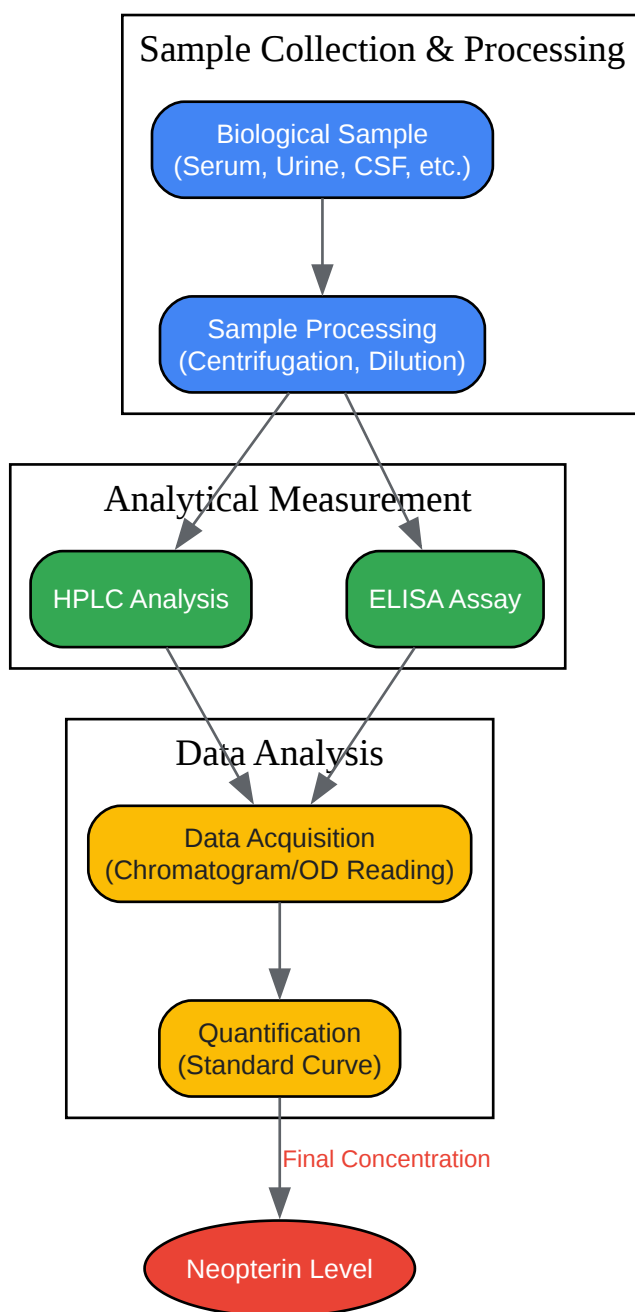 Sample Collection & Processing
Biological Sample
(Serum, Urine, CSF, etc.)
Sample Processing
(Centrifugation, Dilution)
Analytical Measurement
HPLC Analysis
ELISA Assay
Data Analysis
Data Acquisition
(Chromatogram/OD Reading)
Quantification
(Standard Curve)
Final Concentration
Neopterin Level